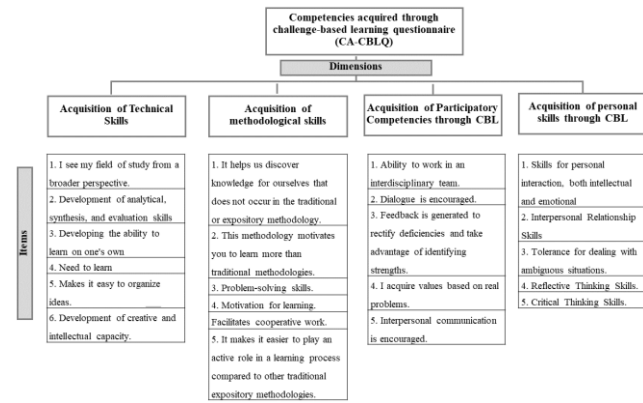 Competencies acquired through
challenge-based learning questionnaire
(CA-CBLQ)
Dimensions
Acquisition of Technical
Skills
Acquisition of
methodological skills
Acquisition of Participatory
Competencies through CBL
Acquisition of personal
skills through CBL
Items
1. I see my field of study from a
broader perspective.
2. Development of analytical,
synthesis, and evaluation skills
3. Developing the ability to
learn on one's own
4. Need to learn
5. Makes it easy to organize
ideas.
6. Development of creative and
intellectual capacity.
1. It helps us discover
knowledge for ourselves that
does not occur in the traditional
or expository methodology.
2. This methodology motivates
you to learn more than
traditional methodologies.
3. Problem-solving skills.
4. Motivation for learning.
Facilitates cooperative work.
5. It makes it easier to play an
active role in a learning process
compared to other traditional
expository methodologies.
1. Ability to work in an
interdisciplinary team.
2. Dialogue is encouraged.
3. Feedback is generated to
rectify deficiencies and take
advantage of identifying
strengths.
4. I acquire values based on real
problems.
5. Interpersonal communication
is encouraged.
1. Skills for personal
interaction, both intellectual
and emotional
2. Interpersonal Relationship
Skills
3. Tolerance for dealing with
ambiguous situations.
4. Reflective Thinking Skills.
5. Critical Thinking Skills.